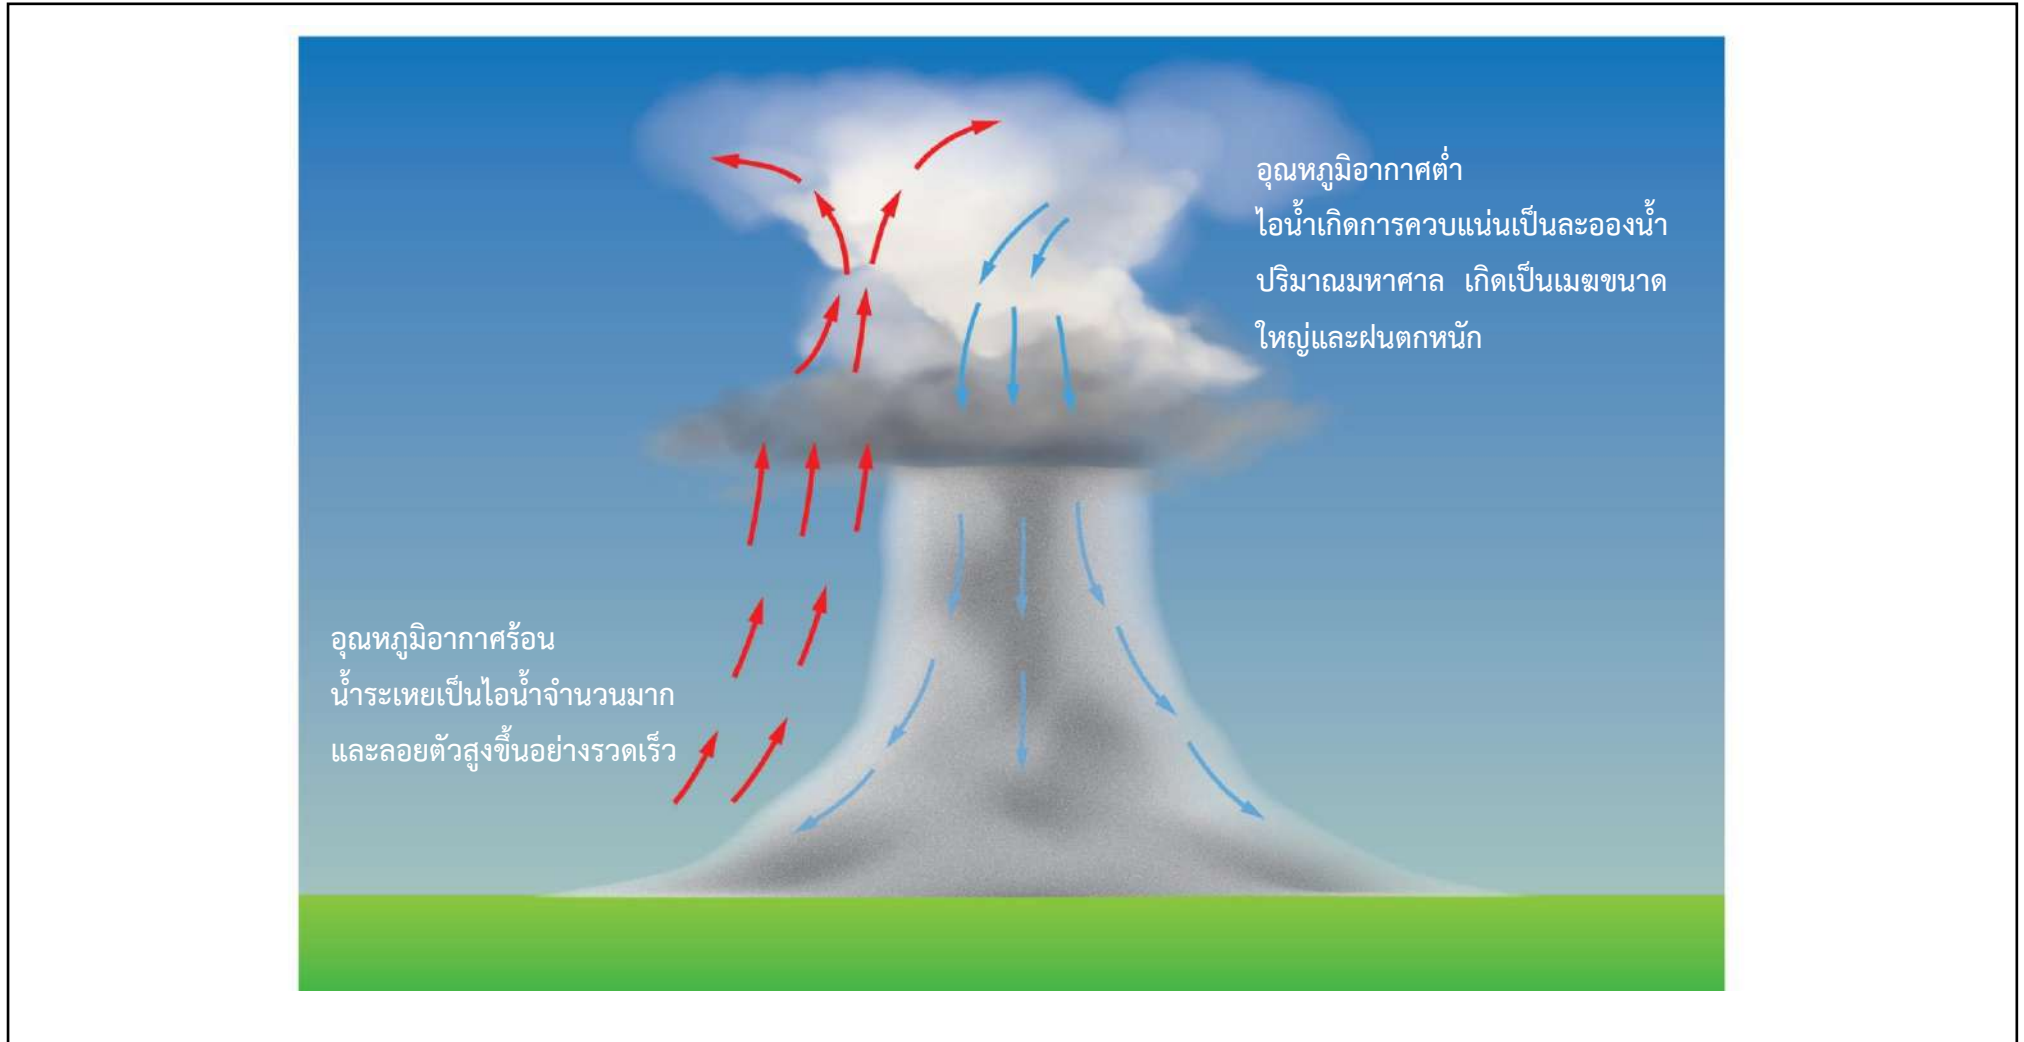 อุณหภูมิอากาศต่ำ
ไอน้ำเกิดการควบแน่นเป็นละอองน้ำ
ปริมาณมหาศาล เกิดเป็นเมฆขนาด
ใหญ่และฝนตกหนัก
อุณหภูมิอากาศร้อน
น้ำระเหยเป็นไอน้ำจำนวนมาก
และลอยตัวสูงขึ้นอย่างรวดเร็ว